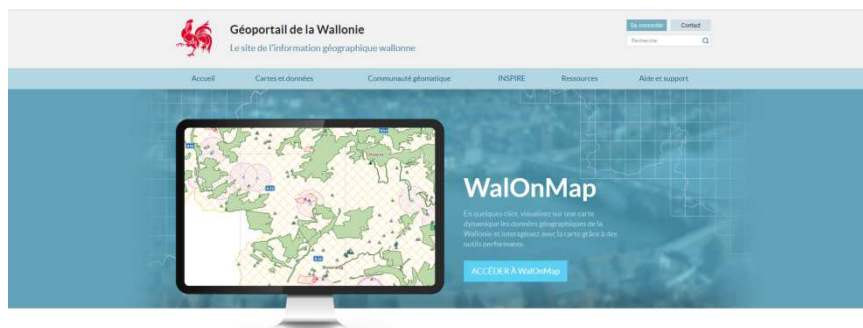 Géoportail de la Wallonie
Le site de l'information géographique wallonne
Se connecter
Contact
Recherche
Accueil
Cartes et données
Communauté géomatique
INSPIRE
Ressources
Aide et support
WalOnMap
En quelques clics, visualisez sur une carte
dynamique les données géographiques de la
Wallonie et interagissez avec la carte grâce à des
outils performants.
ACCÉDER À WalOnMap